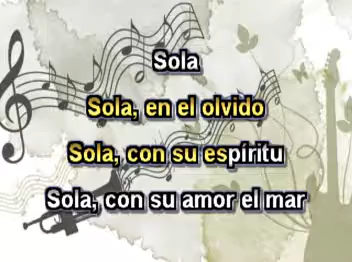 Sola
Sola, en el olvido
Sola, con su espíritu
Sola, con su amor el mar